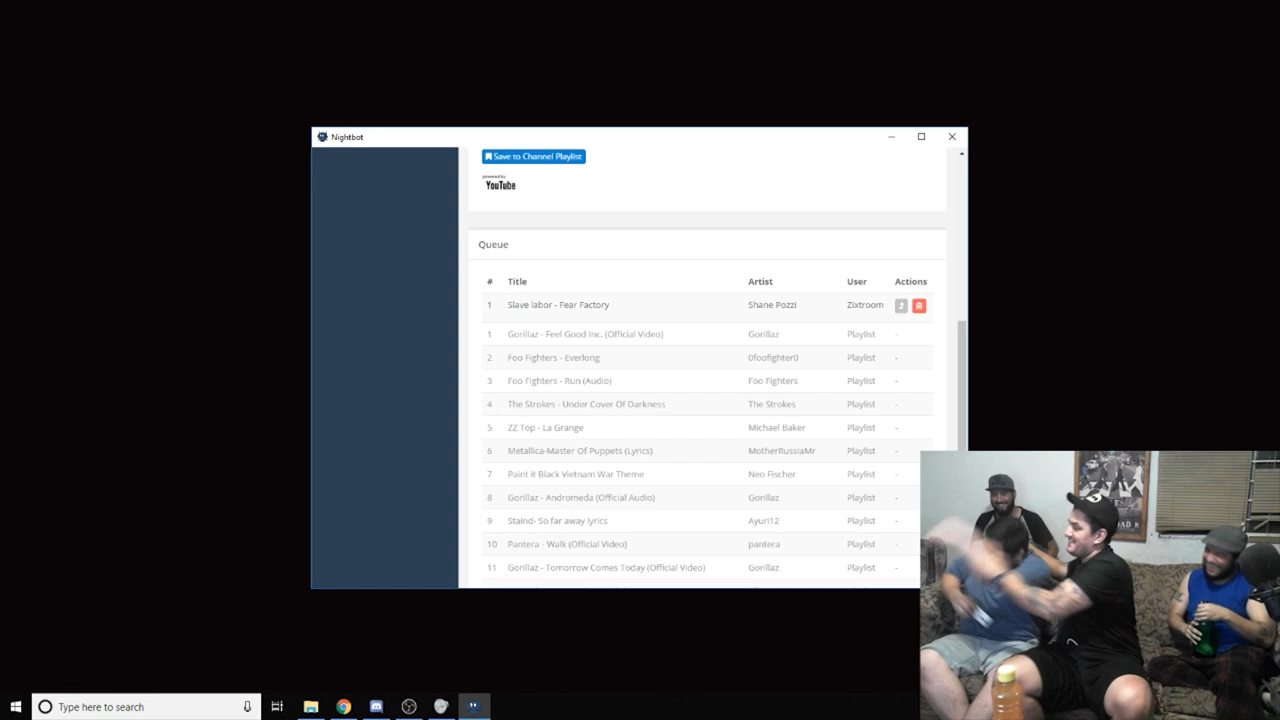 Nightbot
Save to Channel Playlist
powered by
YouTube
Queue
# Title Artist User Actions
1 Slave labor - Fear Factory Shane Pozzi Zixtroom
1 Gorillaz - Feel Good Inc. (Official Video) Gorillaz Playlist -
2 Foo Fighters - Everlong 0foofighter0 Playlist -
3 Foo Fighters - Run (Audio) Foo Fighters Playlist -
4 The Strokes - Under Cover Of Darkness The Strokes Playlist -
5 ZZ Top - La Grange Michael Baker Playlist -
6 Metallica-Master Of Puppets (Lyrics) MotherRussiaMr Playlist -
7 Paint it Black Vietnam War Theme Neo Fischer Playlist -
8 Gorillaz - Andromeda (Official Audio) Gorillaz Playlist -
9 Staind- So far away lyrics Ayuri12 Playlist -
10 Pantera - Walk (Official Video) pantera Playlist -
11 Gorillaz - Tomorrow Comes Today (Official Video) Gorillaz Playlist -
Type here to search